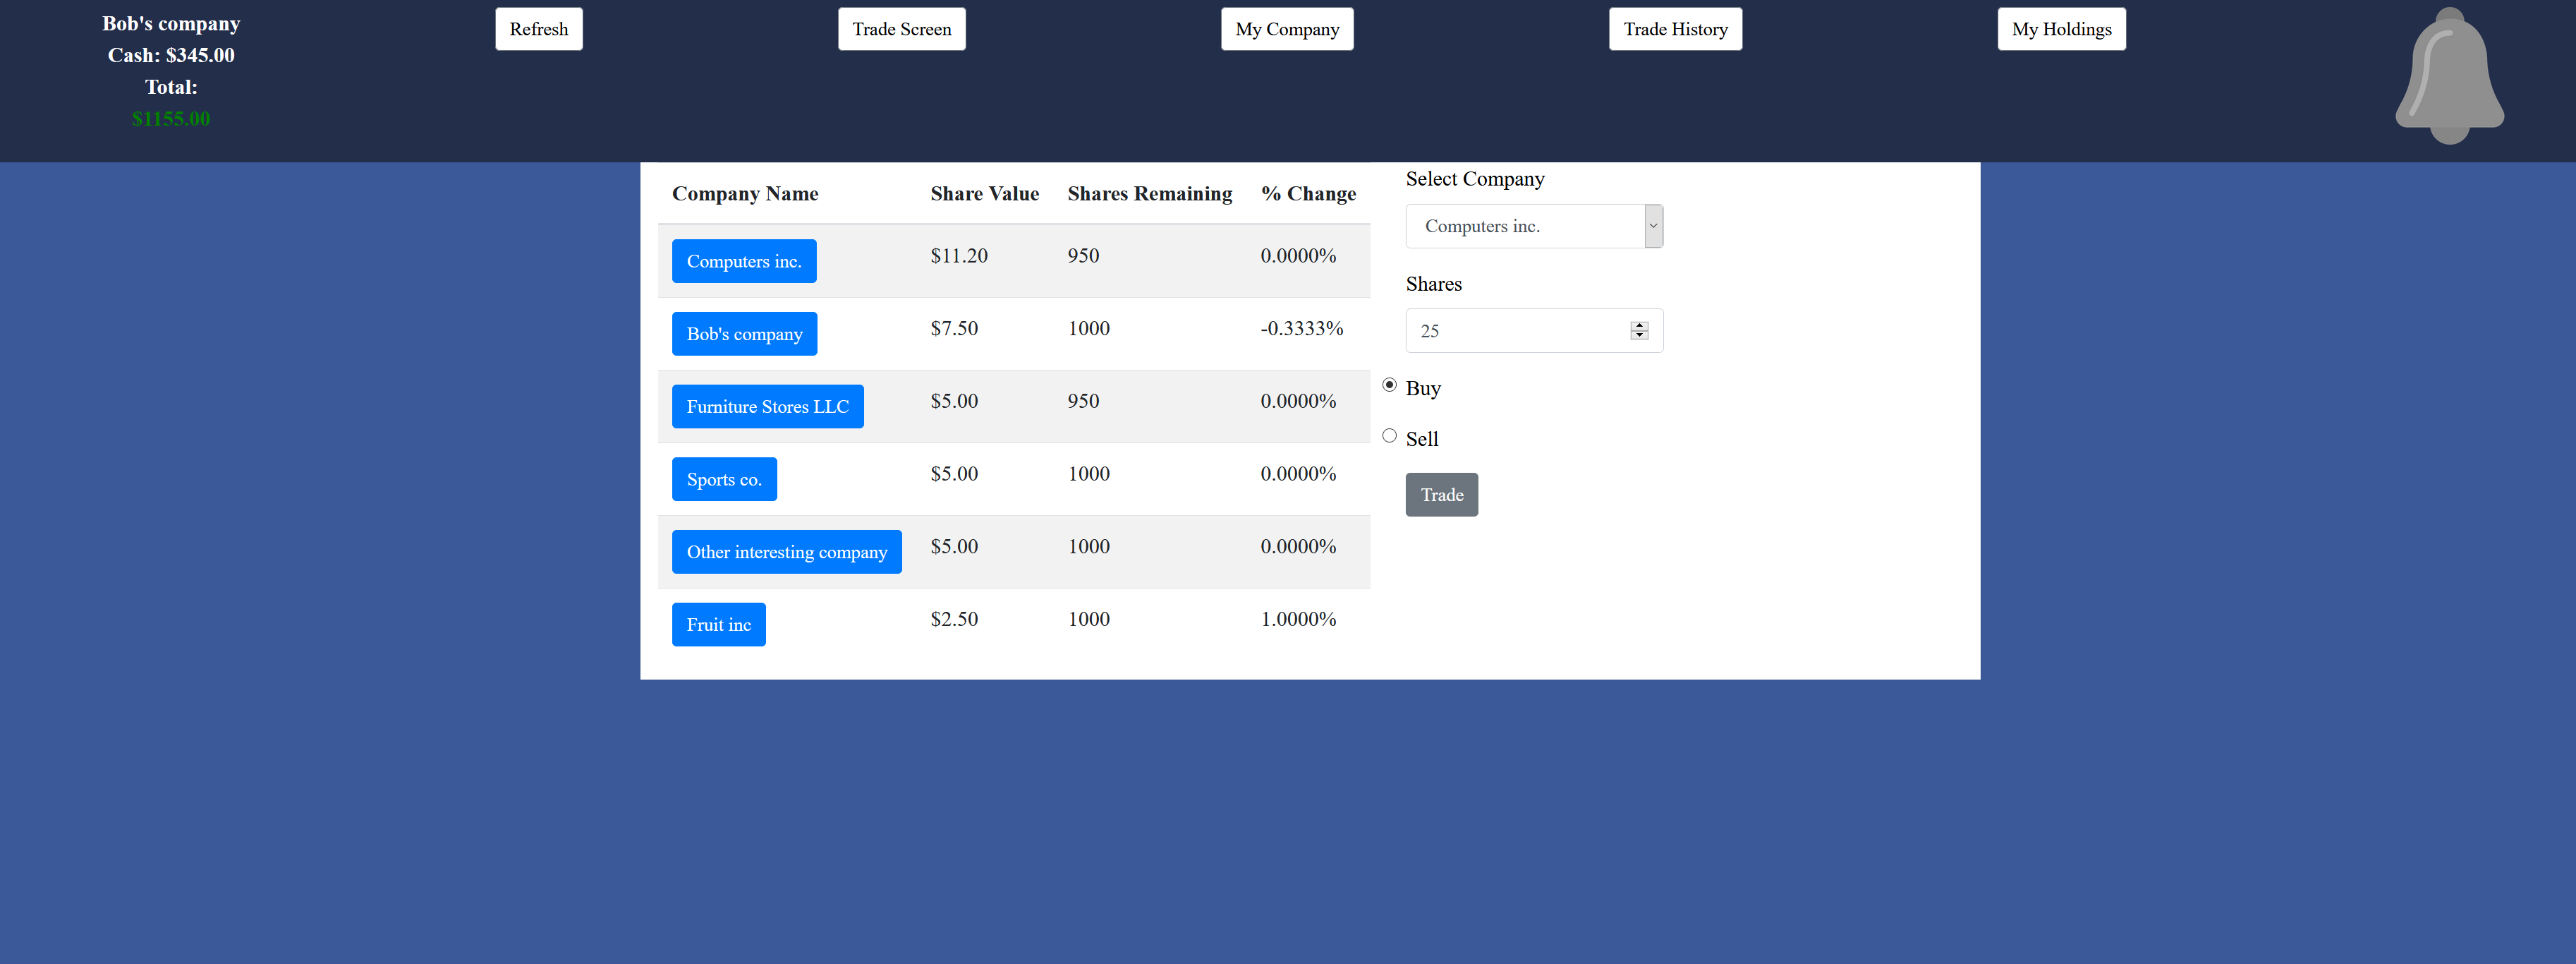 Bob's company
Cash: $345.00
Total:
$1155.00
Refresh
Trade Screen
My Company
Trade History
My Holdings
Company Name Share Value Shares Remaining % Change
Computers inc. $11.20 950 0.0000%
Bob's company $7.50 1000 -0.3333%
Furniture Stores LLC $5.00 950 0.0000%
Sports co. $5.00 1000 0.0000%
Other interesting company $5.00 1000 0.0000%
Fruit inc $2.50 1000 1.0000%
Select Company
Computers inc.
Shares
25
Buy
Sell
Trade